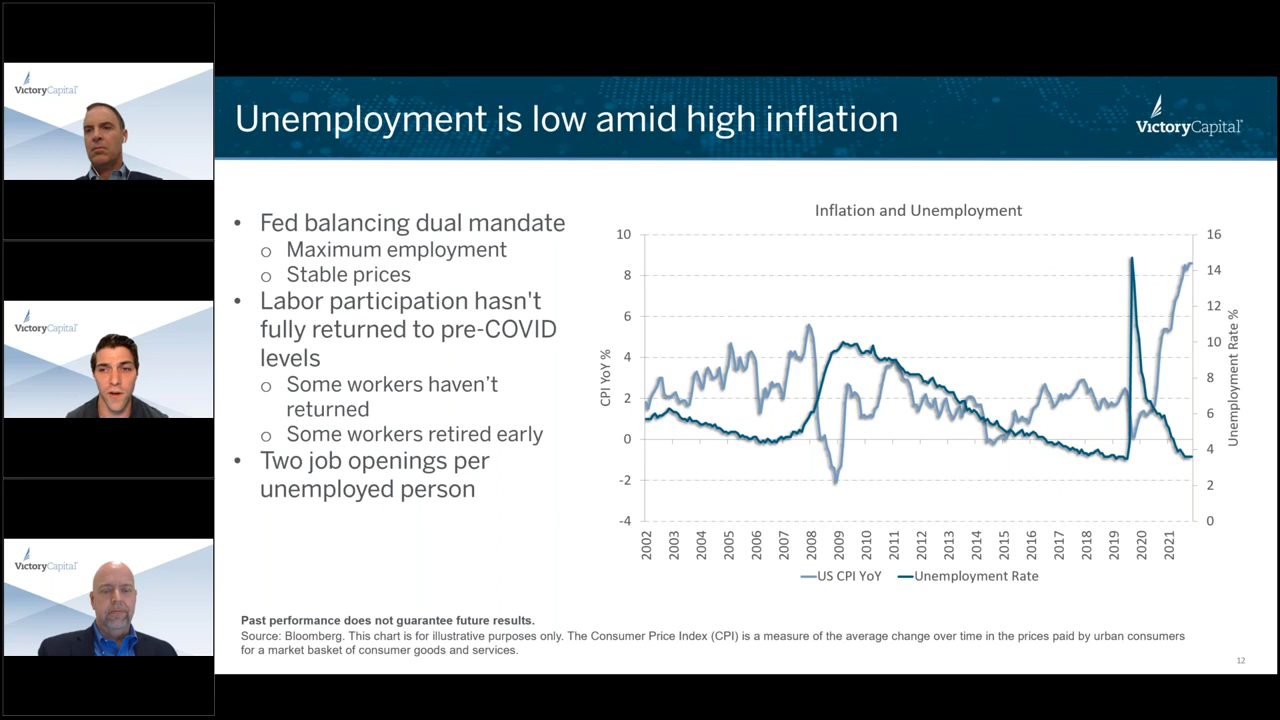 VictoryCapital
VictoryCapital
VictoryCapital
Unemployment is low amid high inflation
VictoryCapital
• Fed balancing dual mandate
o Maximum employment
o Stable prices
• Labor participation hasn't
fully returned to pre-COVID
levels
o Some workers haven’t
returned
o Some workers retired early
• Two job openings per
unemployed person
Inflation and Unemployment
CPI YoY %
10
8
6
4
2
0
-2
-4
Unemployment Rate %
16
14
12
10
8
6
4
2
0
2002
2003
2004
2005
2006
2007
2008
2009
2010
2011
2012
2013
2014
2015
2016
2017
2018
2019
2020
2021
US CPI YoY
Unemployment Rate
Past performance does not guarantee future results.
Source: Bloomberg. This chart is for illustrative purposes only. The Consumer Price Index (CPI) is a measure of the average change over time in the prices paid by urban consumers
for a market basket of consumer goods and services.
12